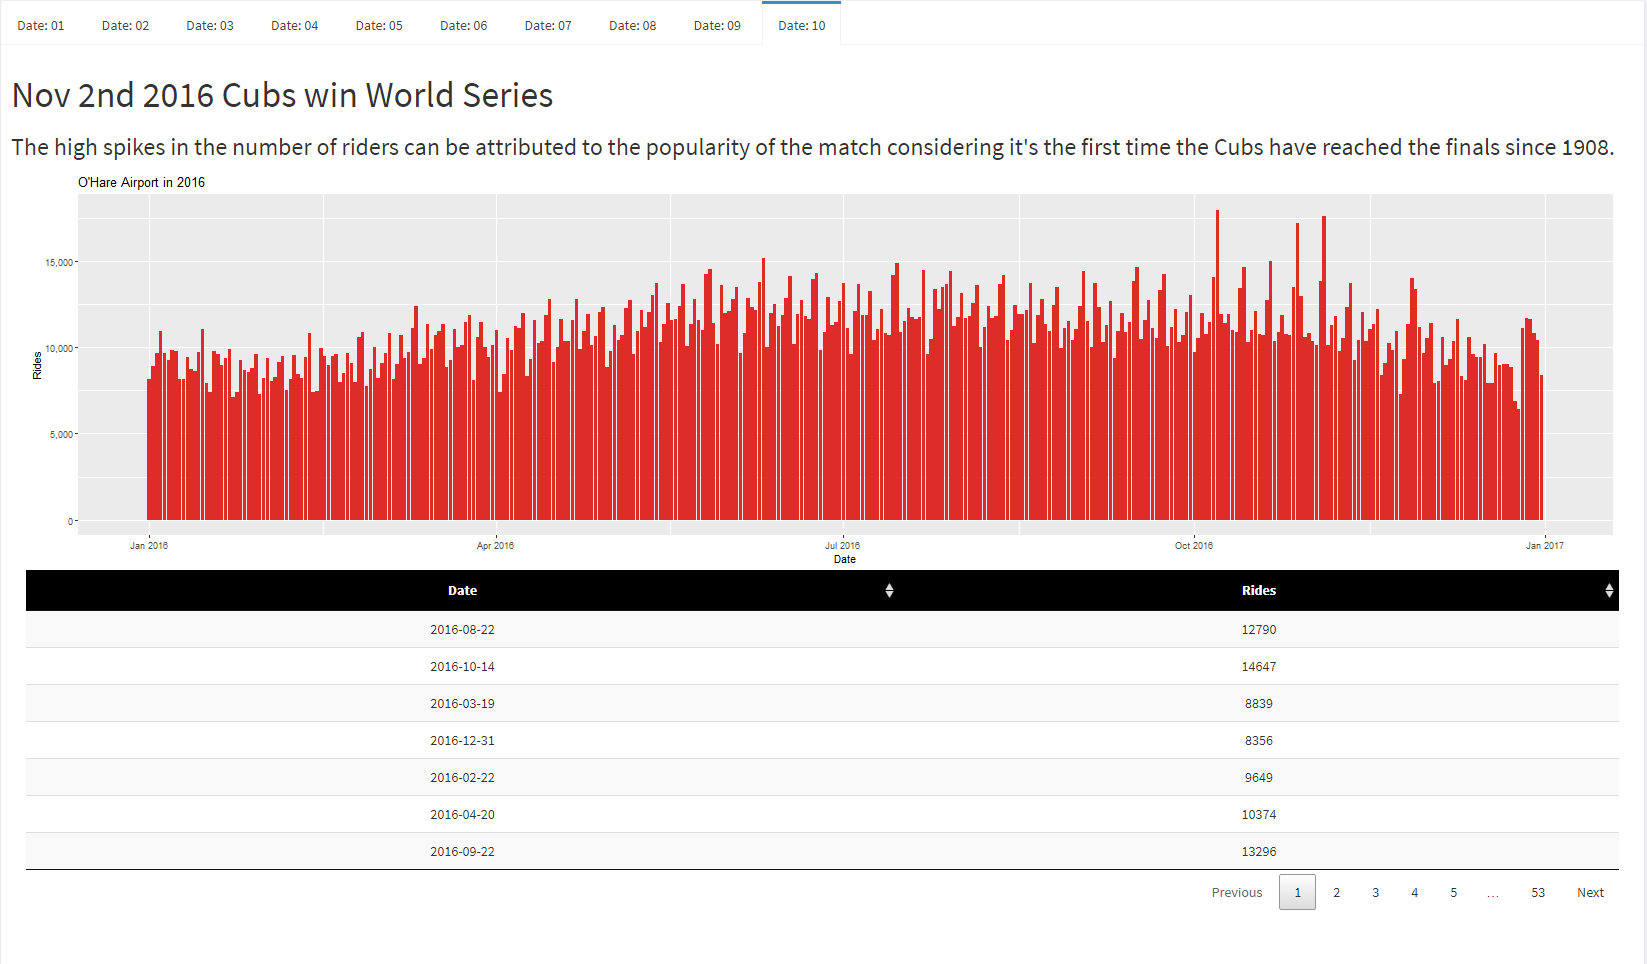 Date: 01 Date: 02 Date: 03 Date: 04 Date: 05 Date: 06 Date: 07 Date: 08 Date: 09 Date: 10
Nov 2nd 2016 Cubs win World Series
The high spikes in the number of riders can be attributed to the popularity of the match considering it's the first time the Cubs have reached the finals since 1908.
O'Hare Airport in 2016
Rides
15,000
10,000
5,000
0
Jan 2016 Apr 2016 Jul 2016 Oct 2016 Jan 2017
Date
Date Rides
2016-08-22 12790
2016-10-14 14647
2016-03-19 8839
2016-12-31 8356
2016-02-22 9649
2016-04-20 10374
2016-09-22 13296
Previous 1 2 3 4 5 … 53 Next